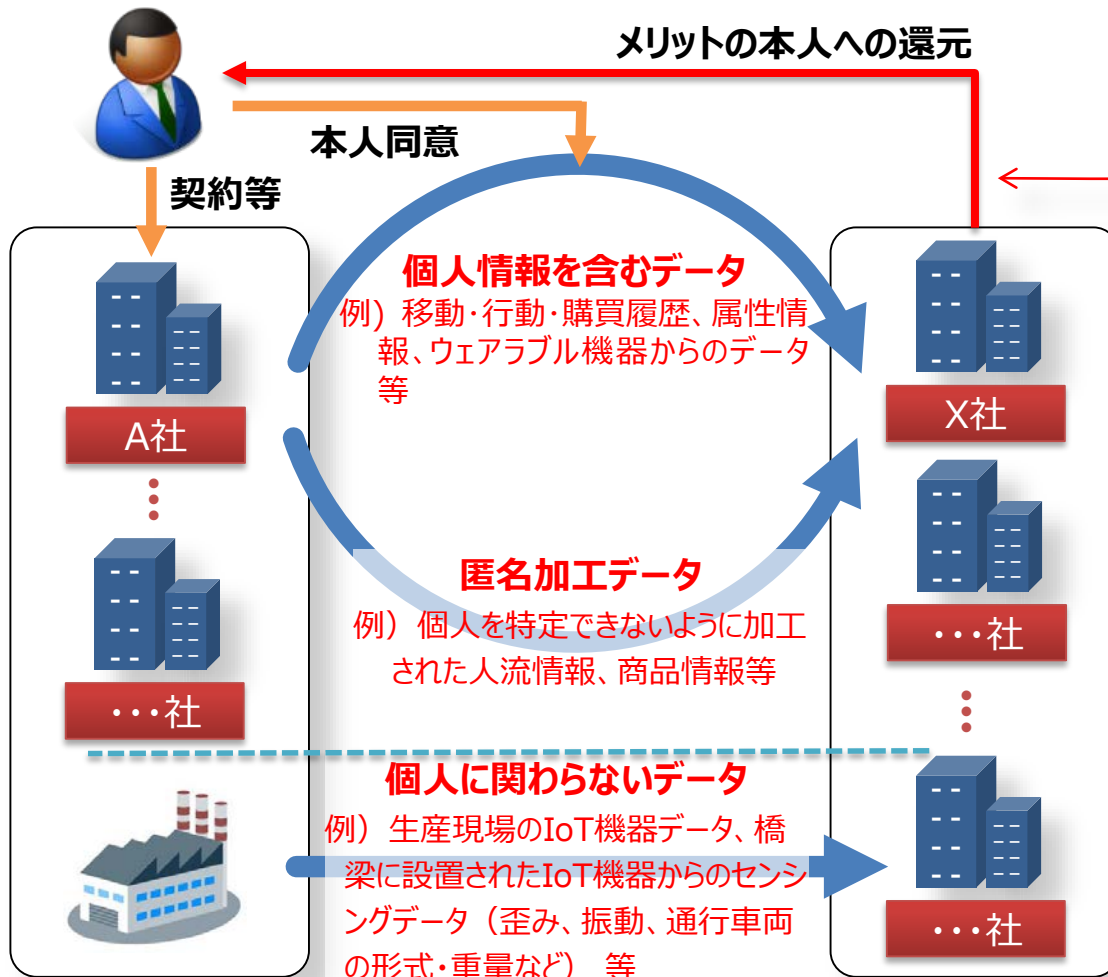 メリットの本人への還元
本人同意
契約等
個人情報を含むデータ
例）移動・行動・購買履歴、属性情
報、ウェアラブル機器からのデータ
等
A社
X社
匿名加工データ
例）個人を特定できないように加工
された人流情報、商品情報等
・・・社
・・・社
個人に関わらないデータ
例）生産現場のIoT機器データ、橋
梁に設置されたIoT機器からのセンシ
ングデータ（歪み、振動、通行車両
の形式・重量など） 等
・・・社